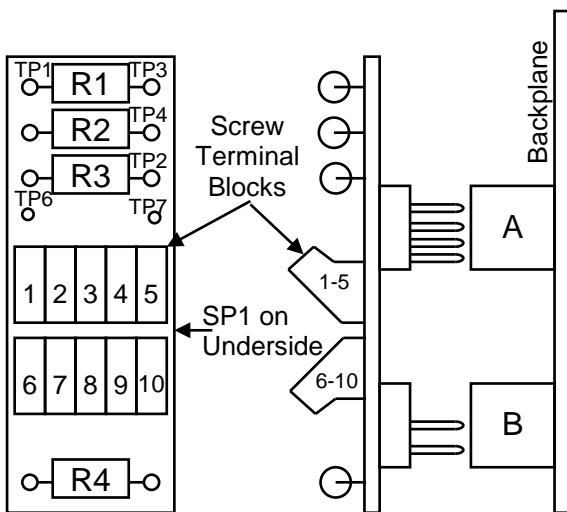 TP1
TP3
R1
TP4
R2
TP2
R3
TP6
TP7
Screw
Terminal
Blocks
1 2 3 4 5
SP1 on
Underside
6 7 8 9 10
R4
1-5
6-10
A
B
Backplane